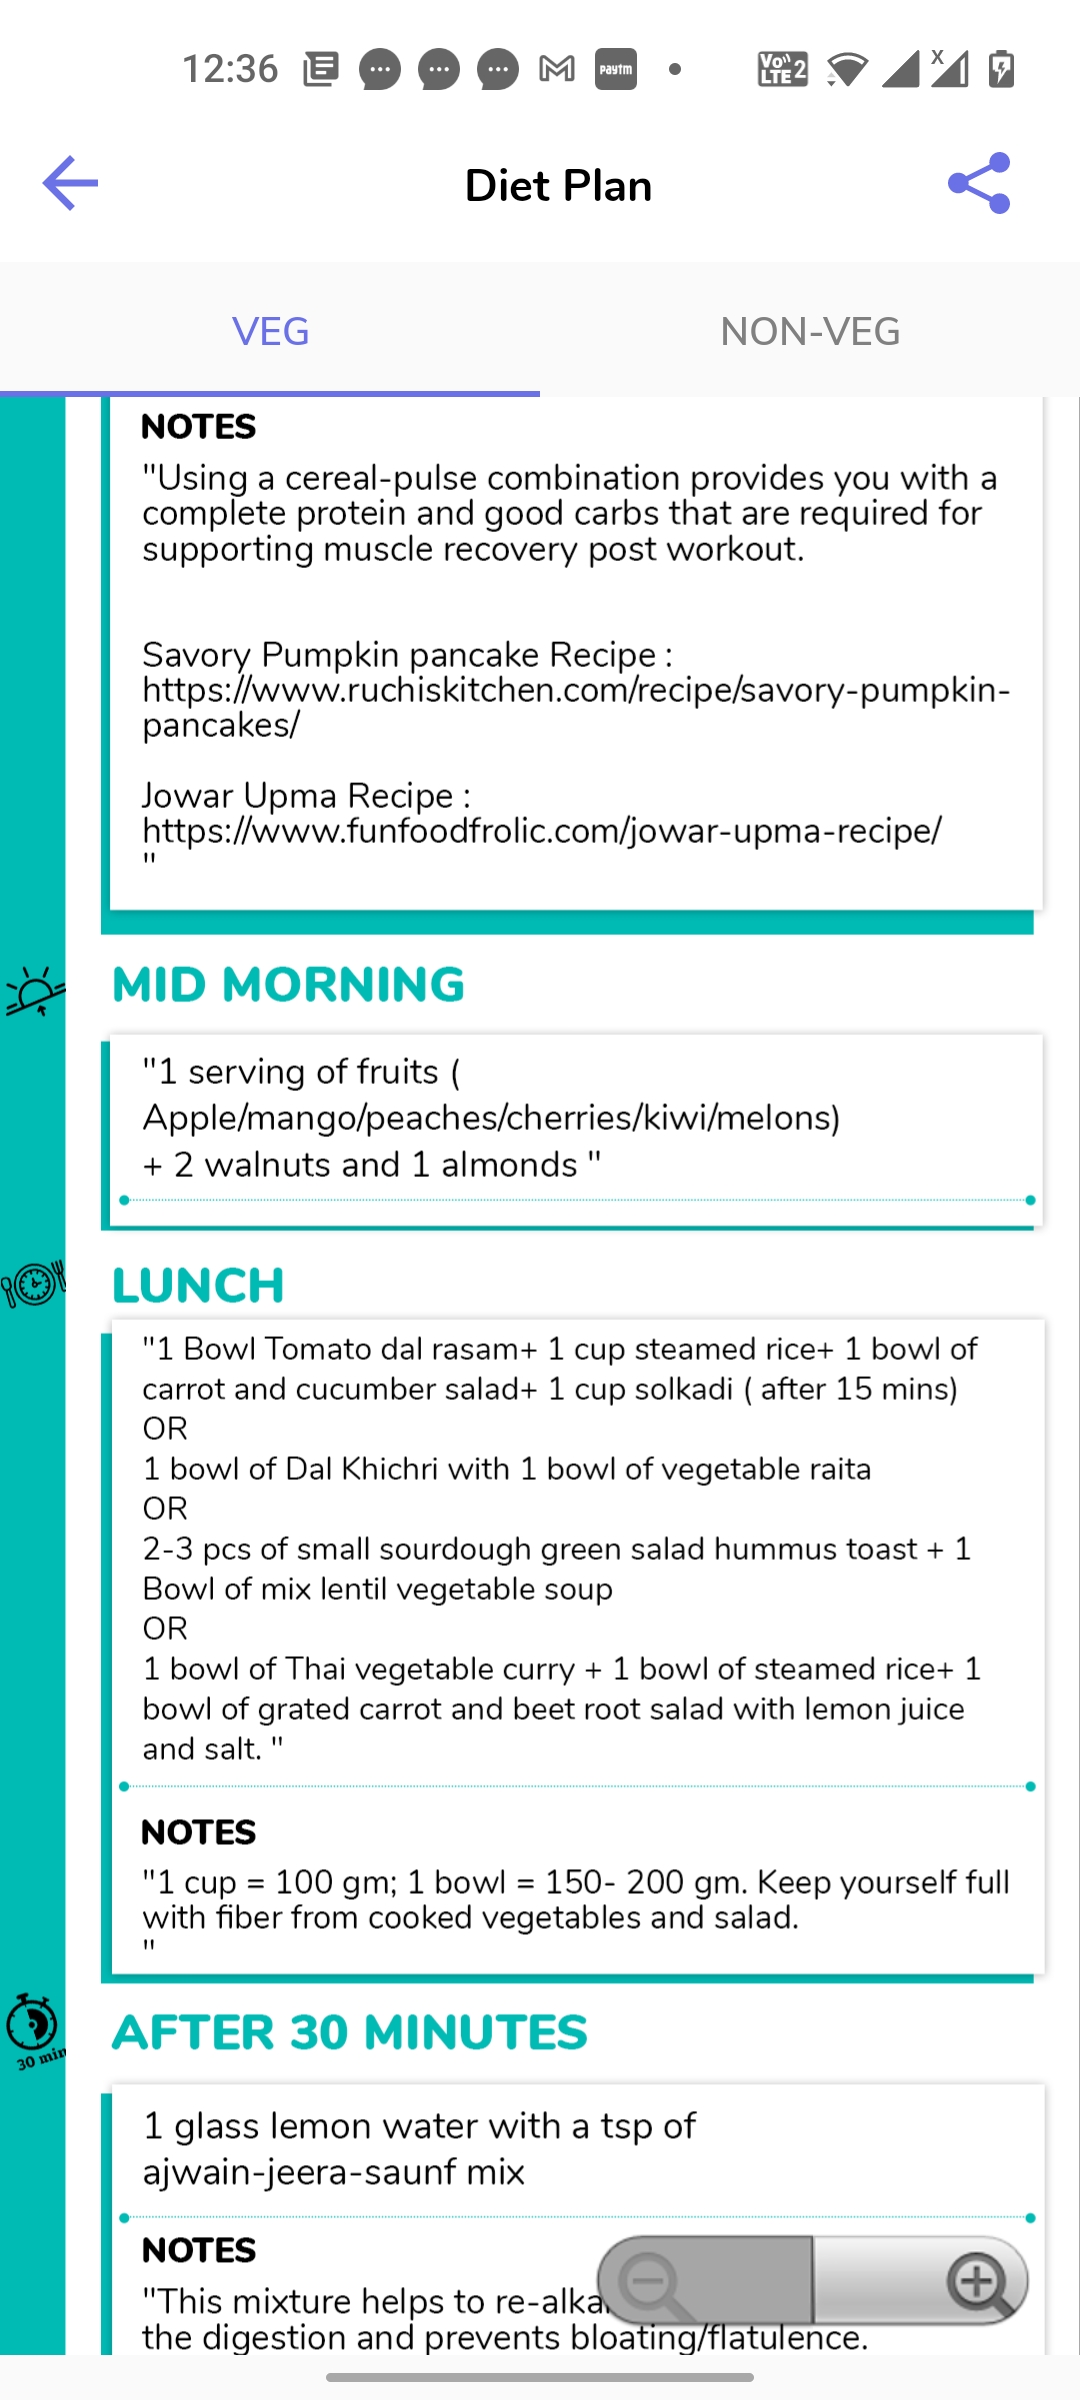 12:36
Paytm
Vo))
LTE 2
X
Diet Plan
VEG
NON-VEG
NOTES
"Using a cereal-pulse combination provides you with a
complete protein and good carbs that are required for
supporting muscle recovery post workout.
Savory Pumpkin pancake Recipe :
https://www.ruchiskitchen.com/recipe/savory-pumpkin-
pancakes/
Jowar Upma Recipe :
https://www.funfoodfrolic.com/jowar-upma-recipe/
"
MID MORNING
"1 serving of fruits (
Apple/mango/peaches/cherries/kiwi/melons)
+ 2 walnuts and 1 almonds "
LUNCH
"1 Bowl Tomato dal rasam+ 1 cup steamed rice+ 1 bowl of
carrot and cucumber salad+ 1 cup solkadi ( after 15 mins)
OR
1 bowl of Dal Khichri with 1 bowl of vegetable raita
OR
2-3 pcs of small sourdough green salad hummus toast + 1
Bowl of mix lentil vegetable soup
OR
1 bowl of Thai vegetable curry + 1 bowl of steamed rice+ 1
bowl of grated carrot and beet root salad with lemon juice
and salt. "
NOTES
"1 cup = 100 gm; 1 bowl = 150- 200 gm. Keep yourself full
with fiber from cooked vegetables and salad.
"
30 min
AFTER 30 MINUTES
1 glass lemon water with a tsp of
ajwain-jeera-saunf mix
NOTES
"This mixture helps to
the digestion and prevents bloating/flatulence.